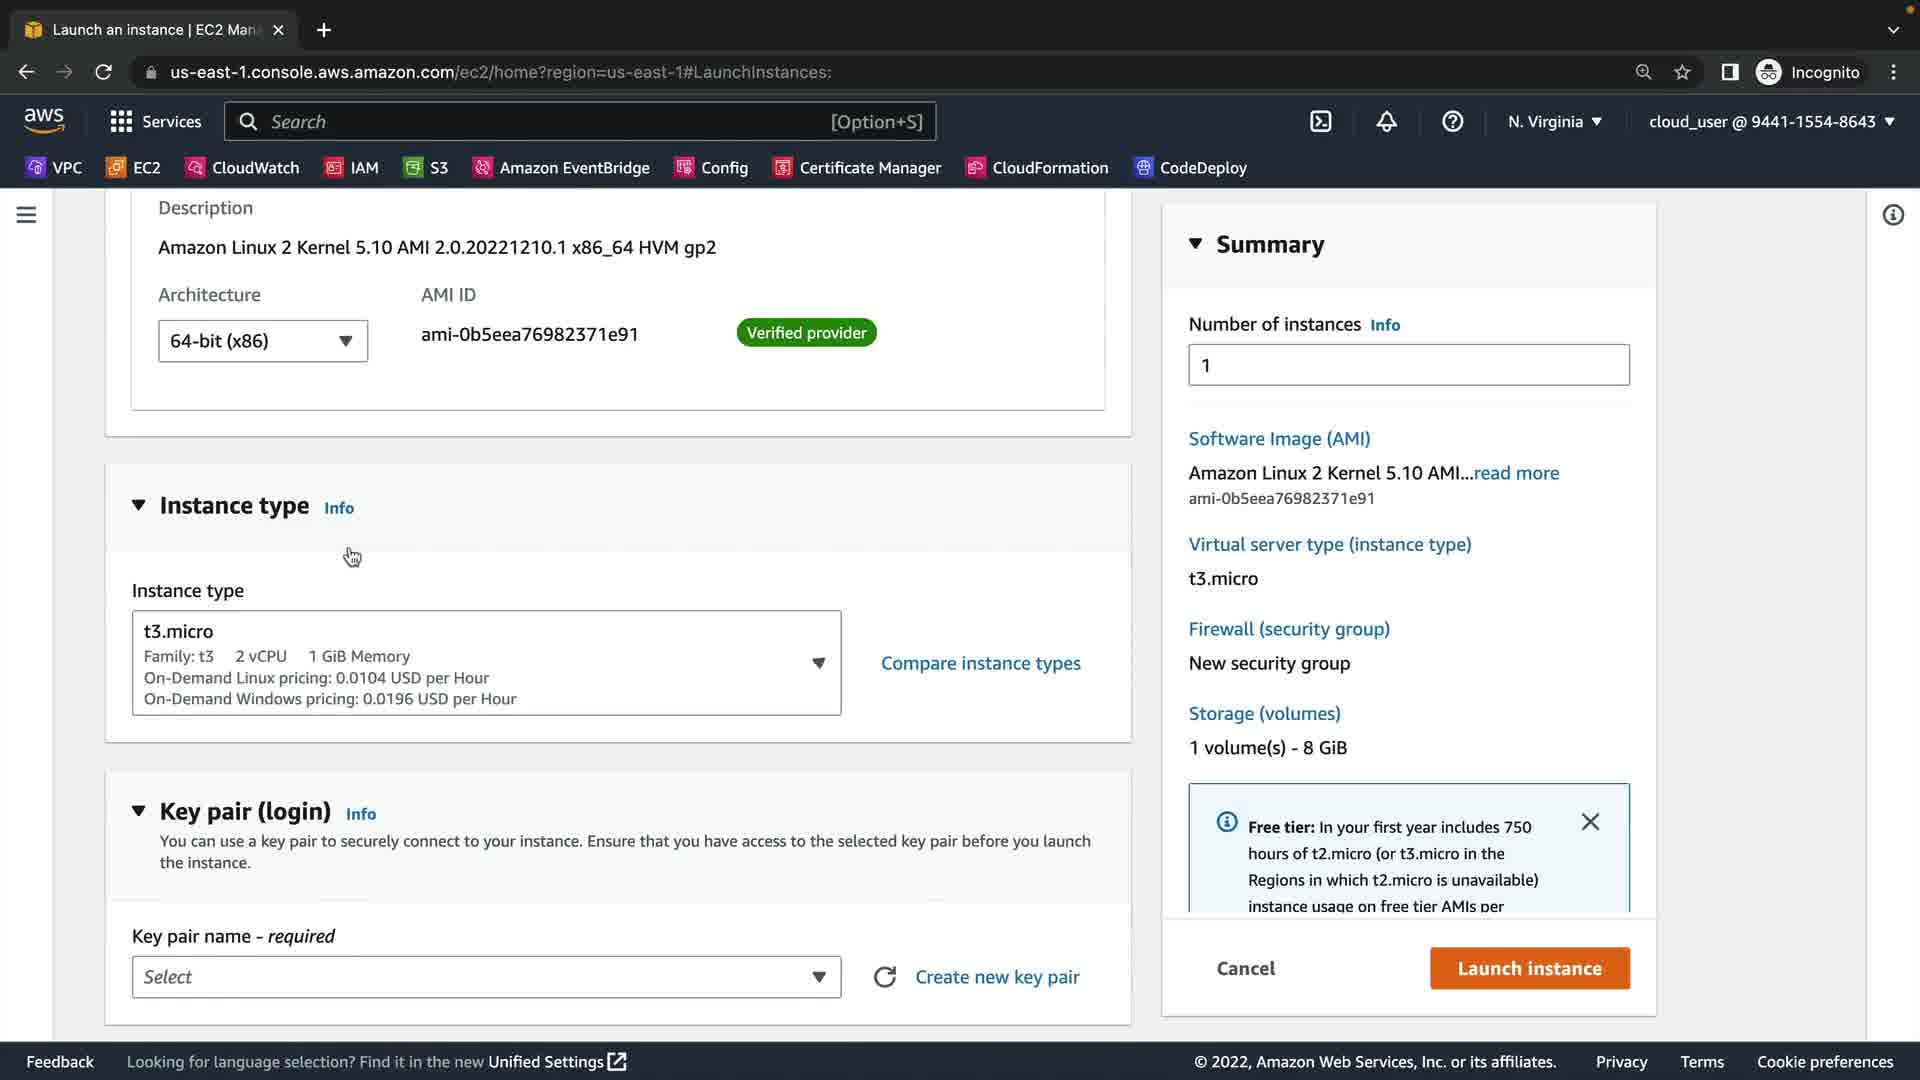 Launch an instance | EC2 Man
us-east-1.console.aws.amazon.com/ec2/home?region=us-east-1#LaunchInstances:
Incognito
aws
Services
Search
[Option+S]
N. Virginia
cloud_user @ 9441-1554-8643
VPC
EC2
CloudWatch
IAM
S3
Amazon EventBridge
Config
Certificate Manager
CloudFormation
CodeDeploy
Description
Amazon Linux 2 Kernel 5.10 AMI 2.0.20221210.1 x86_64 HVM gp2
Architecture
AMI ID
64-bit (x86)
ami-0b5eea76982371e91
Verified provider
Instance type Info
Instance type
t3.micro
Family: t3 2 vCPU 1 GiB Memory
On-Demand Linux pricing: 0.0104 USD per Hour
On-Demand Windows pricing: 0.0196 USD per Hour
Compare instance types
Key pair (login) Info
You can use a key pair to securely connect to your instance. Ensure that you have access to the selected key pair before you launch
the instance.
Key pair name - required
Select
Create new key pair
Summary
Number of instances Info
1
Software Image (AMI)
Amazon Linux 2 Kernel 5.10 AMI...read more
ami-0b5eea76982371e91
Virtual server type (instance type)
t3.micro
Firewall (security group)
New security group
Storage (volumes)
1 volume(s) - 8 GiB
Free tier: In your first year includes 750
hours of t2.micro (or t3.micro in the
Regions in which t2.micro is unavailable)
instance usage on free tier AMIs per
Cancel
Launch instance
Feedback
Looking for language selection? Find it in the new Unified Settings
© 2022, Amazon Web Services, Inc. or its affiliates.
Privacy
Terms
Cookie preferences